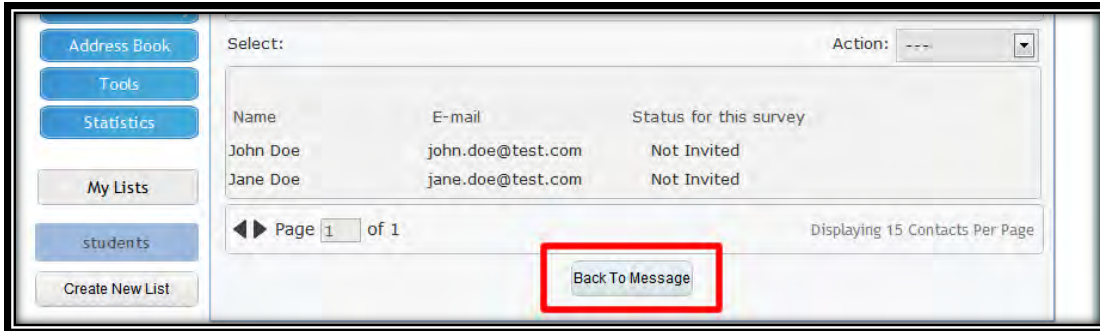 Address Book
Select:
Action: ---
Tools
Statistics
Name E-mail Status for this survey
John Doe john.doe@test.com Not Invited
Jane Doe jane.doe@test.com Not Invited
My Lists
students
Page 1 of 1
Displaying 15 Contacts Per Page
Create New List
Back To Message